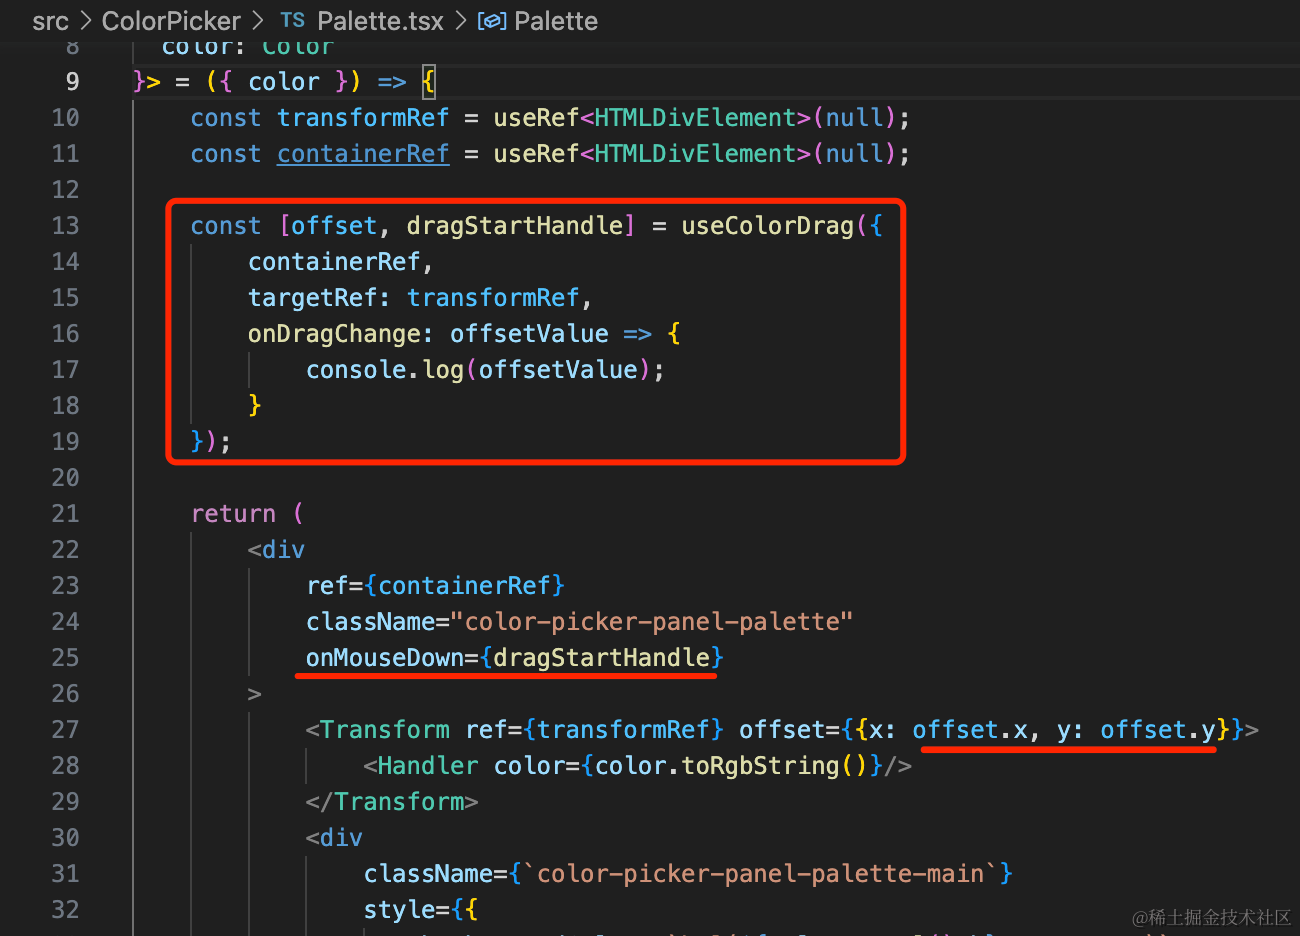 src > ColorPicker > TS Palette.tsx > Palette
8 color: Color
9 }> = ({ color }) => {
10 const transformRef = useRef<HTMLDivElement>(null);
11 const containerRef = useRef<HTMLDivElement>(null);
12
13 const [offset, dragStartHandle] = useColorDrag({
14 containerRef,
15 targetRef: transformRef,
16 onDragChange: offsetValue => {
17 console.log(offsetValue);
18 }
19 });
20
21 return (
22 <div
23 ref={containerRef}
24 className="color-picker-panel-palette"
25 onMouseDown={dragStartHandle}
26 >
27 <Transform ref={transformRef} offset={{x: offset.x, y: offset.y}}>
28 <Handler color={color.toRgbString()}/>
29 </Transform>
30 <div
31 className={`color-picker-panel-palette-main`}
32 style={{
@稀土掘金技术社区